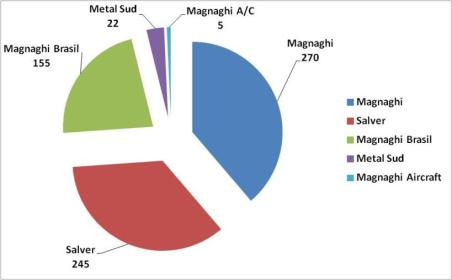 Metal Sud
22
Magnaghi A/C
5
Magnaghi Brasil
155
Magnaghi
270
Salver
245
Magnaghi
Salver
Magnaghi Brasil
Metal Sud
Magnaghi Aircraft